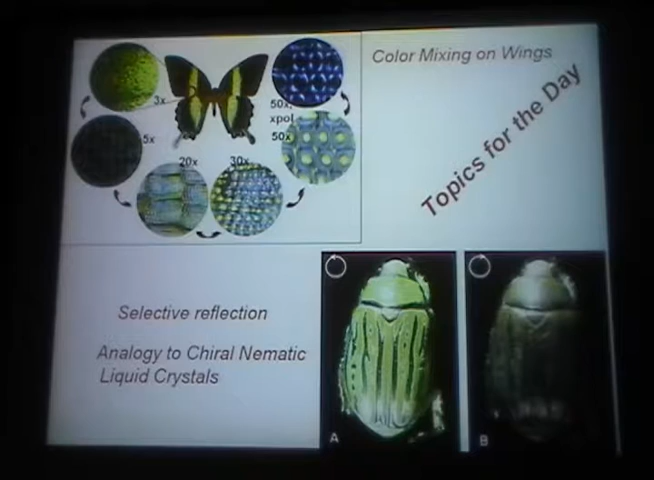 Color Mixing on Wings
Topics for the Day
3x
5x
20x
30x
50x
50x,
xpol
Selective reflection
Analogy to Chiral Nematic
Liquid Crystals
A
B